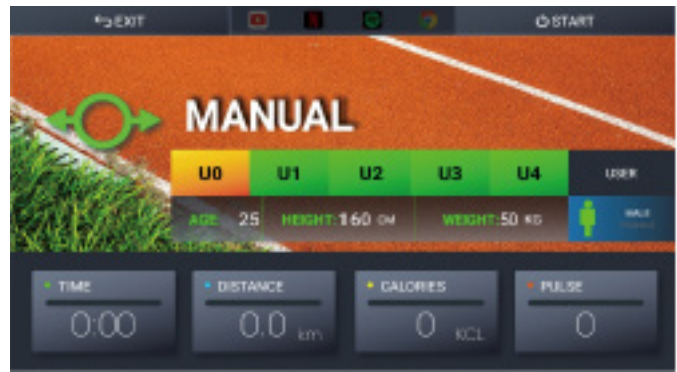 EXIT START
MANUAL
U0 U1 U2 U3 U4 USER
AGE: 25 HEIGHT:160 CM WEIGHT:50 KG MALE
TIME DISTANCE CALORIES PULSE
0:00 0.0 km 0 KCL 0